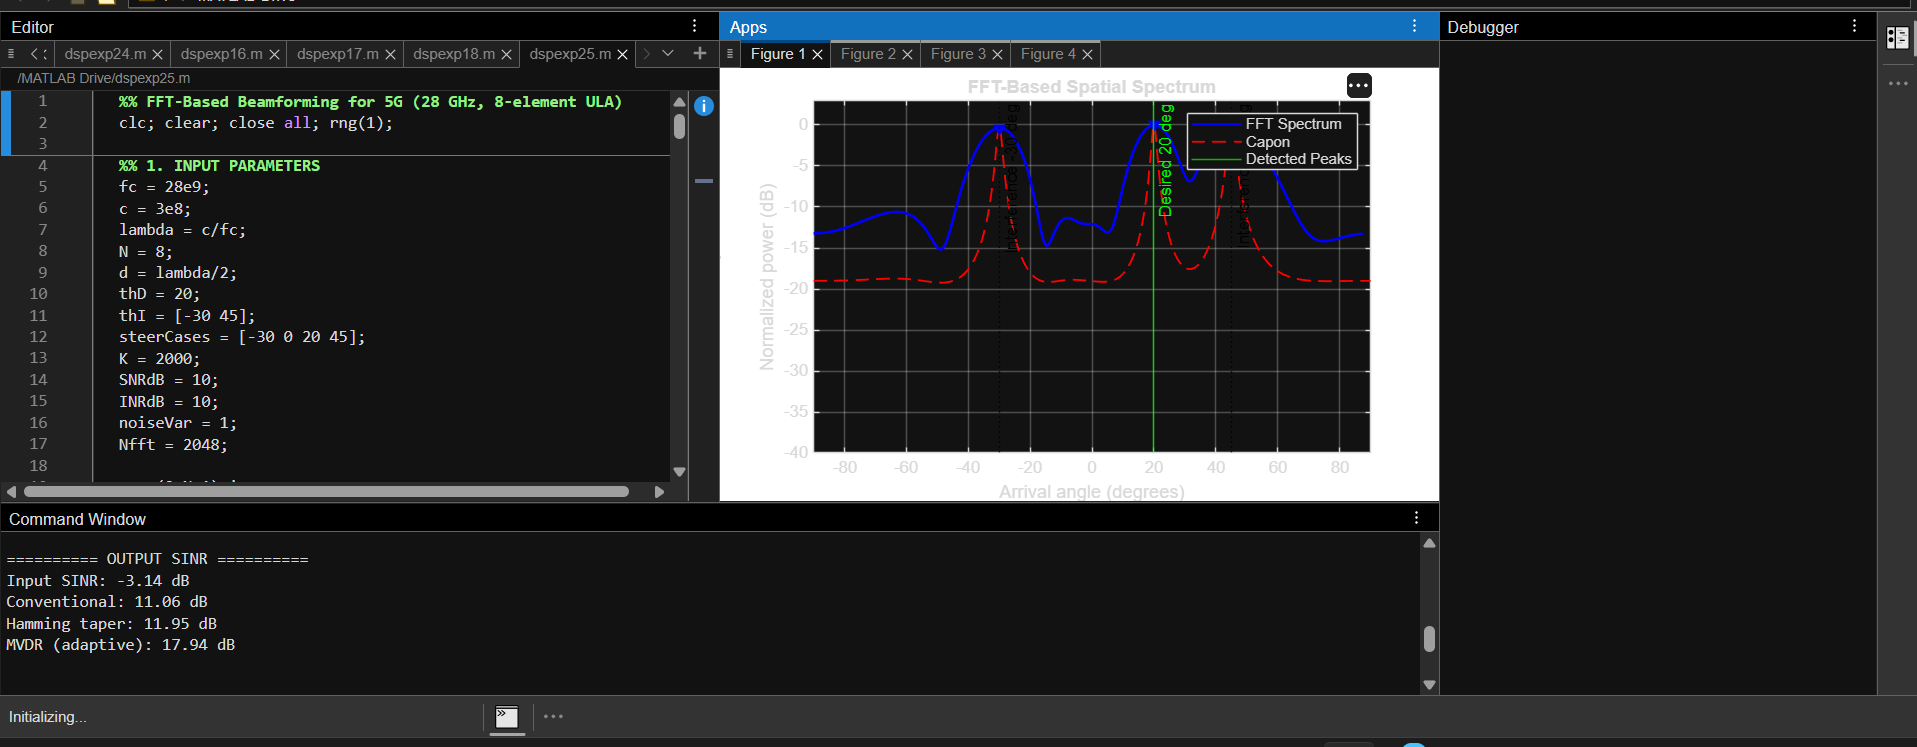 Editor
dspexp24.m
dspexp16.m
dspexp17.m
dspexp18.m
dspexp25.m
/MATLAB Drive/dspexp25.m
1 %% FFT-Based Beamforming for 5G (28 GHz, 8-element ULA)
2 clc; clear; close all; rng(1);
3
4 %% 1. INPUT PARAMETERS
5 fc = 28e9;
6 c = 3e8;
7 lambda = c/fc;
8 N = 8;
9 d = lambda/2;
10 thD = 20;
11 thI = [-30 45];
12 steerCases = [-30 0 20 45];
13 K = 2000;
14 SNRdB = 10;
15 INRdB = 10;
16 noiseVar = 1;
17 Nfft = 2048;
18
Apps
Figure 1
Figure 2
Figure 3
Figure 4
FFT-Based Spatial Spectrum
Normalized power (dB)
0
-5
-10
-15
-20
-25
-30
-35
-40
-80 -60 -40 -20 0 20 40 60 80
Arrival angle (degrees)
Interference -30 deg
Desired 20 deg
FFT Spectrum
Capon
Detected Peaks
Debugger
Command Window
========== OUTPUT SINR ==========
Input SINR: -3.14 dB
Conventional: 11.06 dB
Hamming taper: 11.95 dB
MVDR (adaptive): 17.94 dB
Initializing...